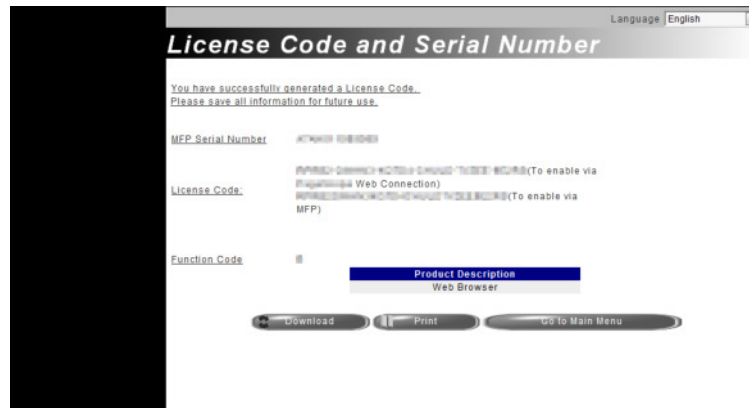 Language English
License Code and Serial Number
You have successfully generated a License Code.
Please save all information for future use.
MFP Serial Number
(To enable via
License Code:
Web Connection)
(To enable via
MFP)
Function Code
Product Description
Web Browser
Download Print Go to Main Menu